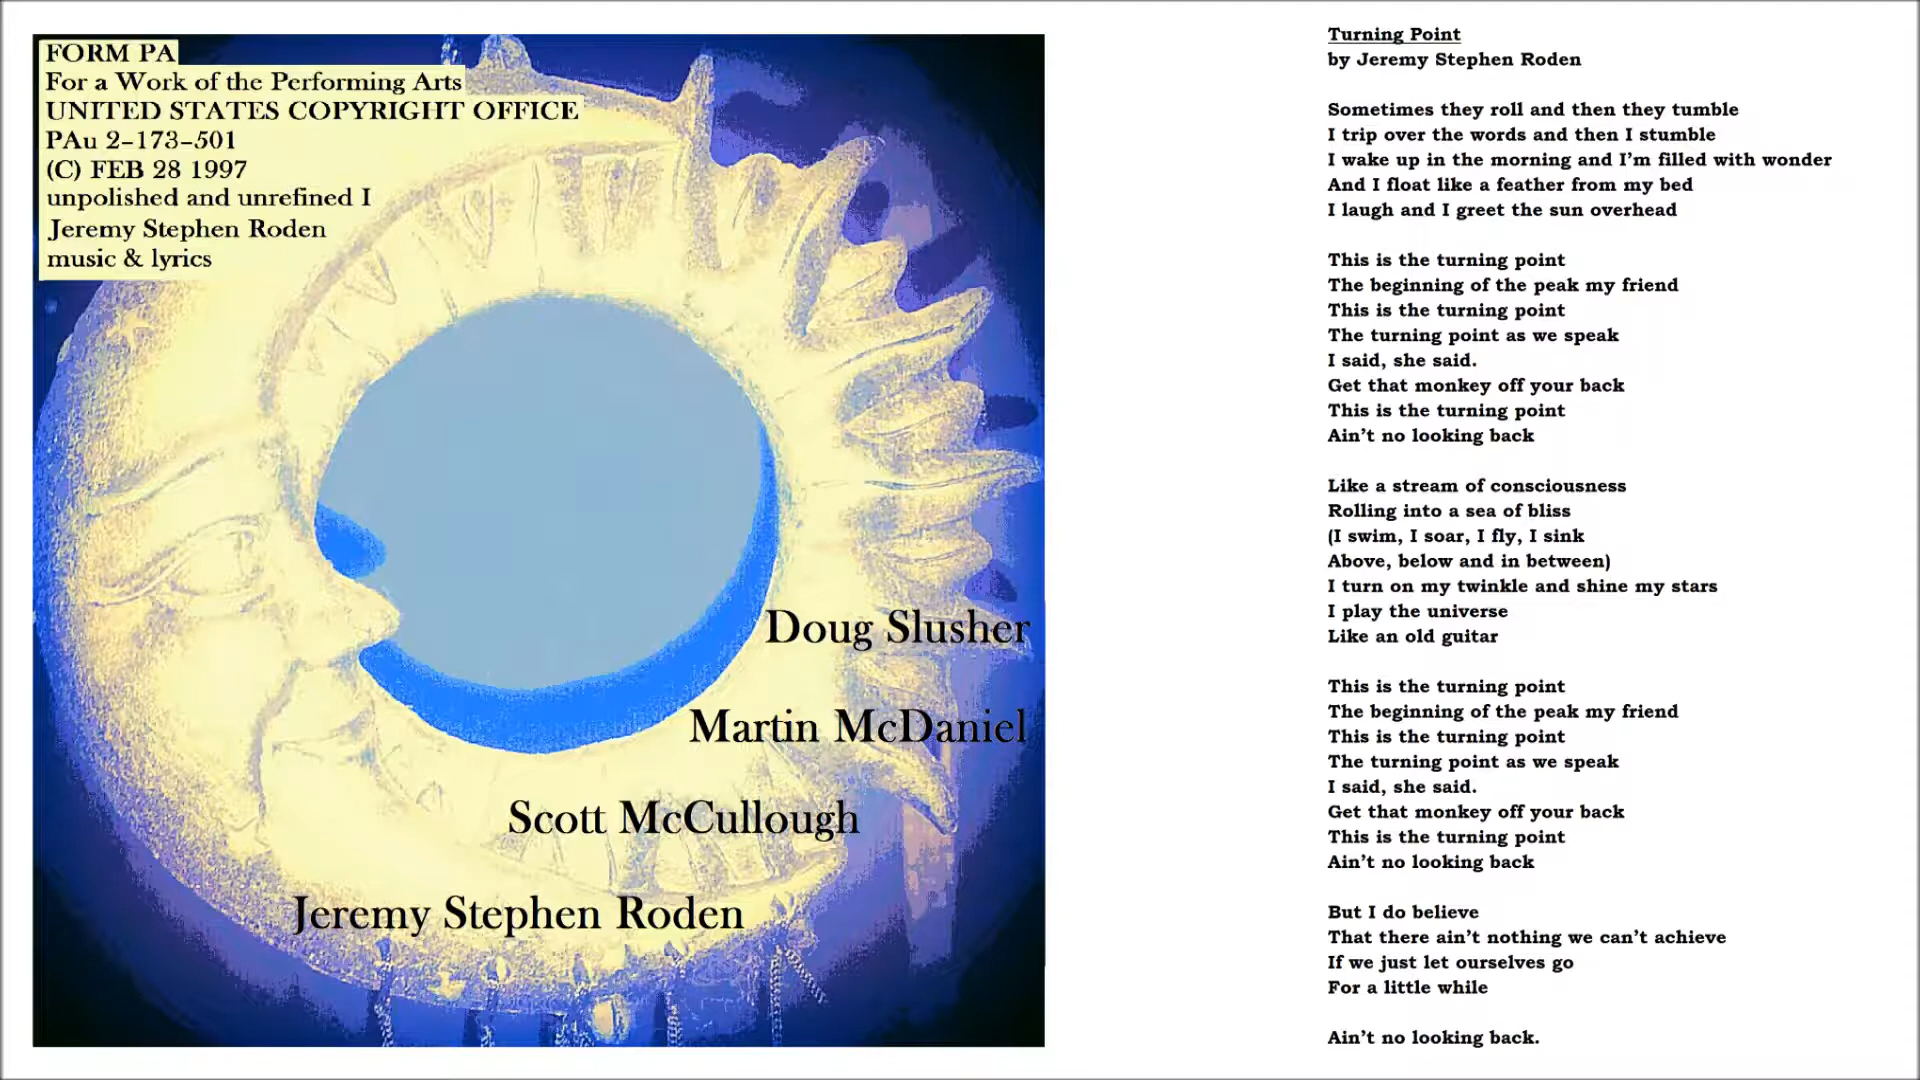 FORM PA
For a Work of the Performing Arts
UNITED STATES COPYRIGHT OFFICE
PAu 2-173-501
(C) FEB 28 1997
unpolished and unrefined I
Jeremy Stephen Roden
music & lyrics
Doug Slusher
Martin McDaniel
Scott McCullough
Jeremy Stephen Roden
Turning Point
by Jeremy Stephen Roden
Sometimes they roll and then they tumble
I trip over the words and then I stumble
I wake up in the morning and I'm filled with wonder
And I float like a feather from my bed
I laugh and I greet the sun overhead
This is the turning point
The beginning of the peak my friend
This is the turning point
The turning point as we speak
I said, she said.
Get that monkey off your back
This is the turning point
Ain't no looking back
Like a stream of consciousness
Rolling into a sea of bliss
(I swim, I soar, I fly, I sink
Above, below and in between)
I turn on my twinkle and shine my stars
I play the universe
Like an old guitar
This is the turning point
The beginning of the peak my friend
This is the turning point
The turning point as we speak
I said, she said.
Get that monkey off your back
This is the turning point
Ain't no looking back
But I do believe
That there ain't nothing we can't achieve
If we just let ourselves go
For a little while
Ain't no looking back.